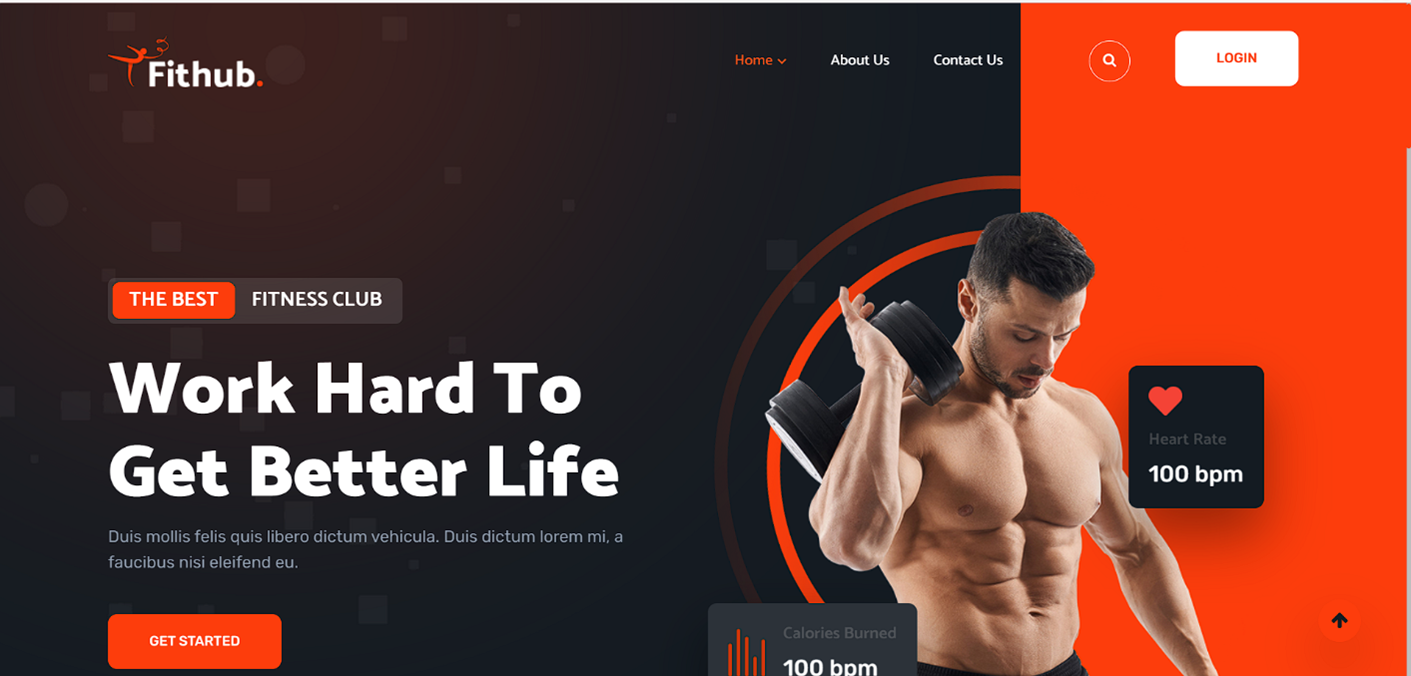 Fithub.
Home
About Us
Contact Us
LOGIN
THE BEST FITNESS CLUB
Work Hard To
Get Better Life
Duis mollis felis quis libero dictum vehicula. Duis dictum lorem mi, a
faucibus nisi eleifend eu.
GET STARTED
Heart Rate
100 bpm
Calories Burned
100 bpm